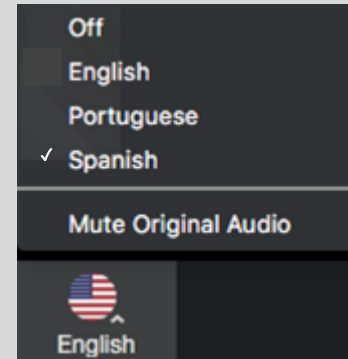 Off
English
Portuguese
Spanish
Mute Original Audio
English